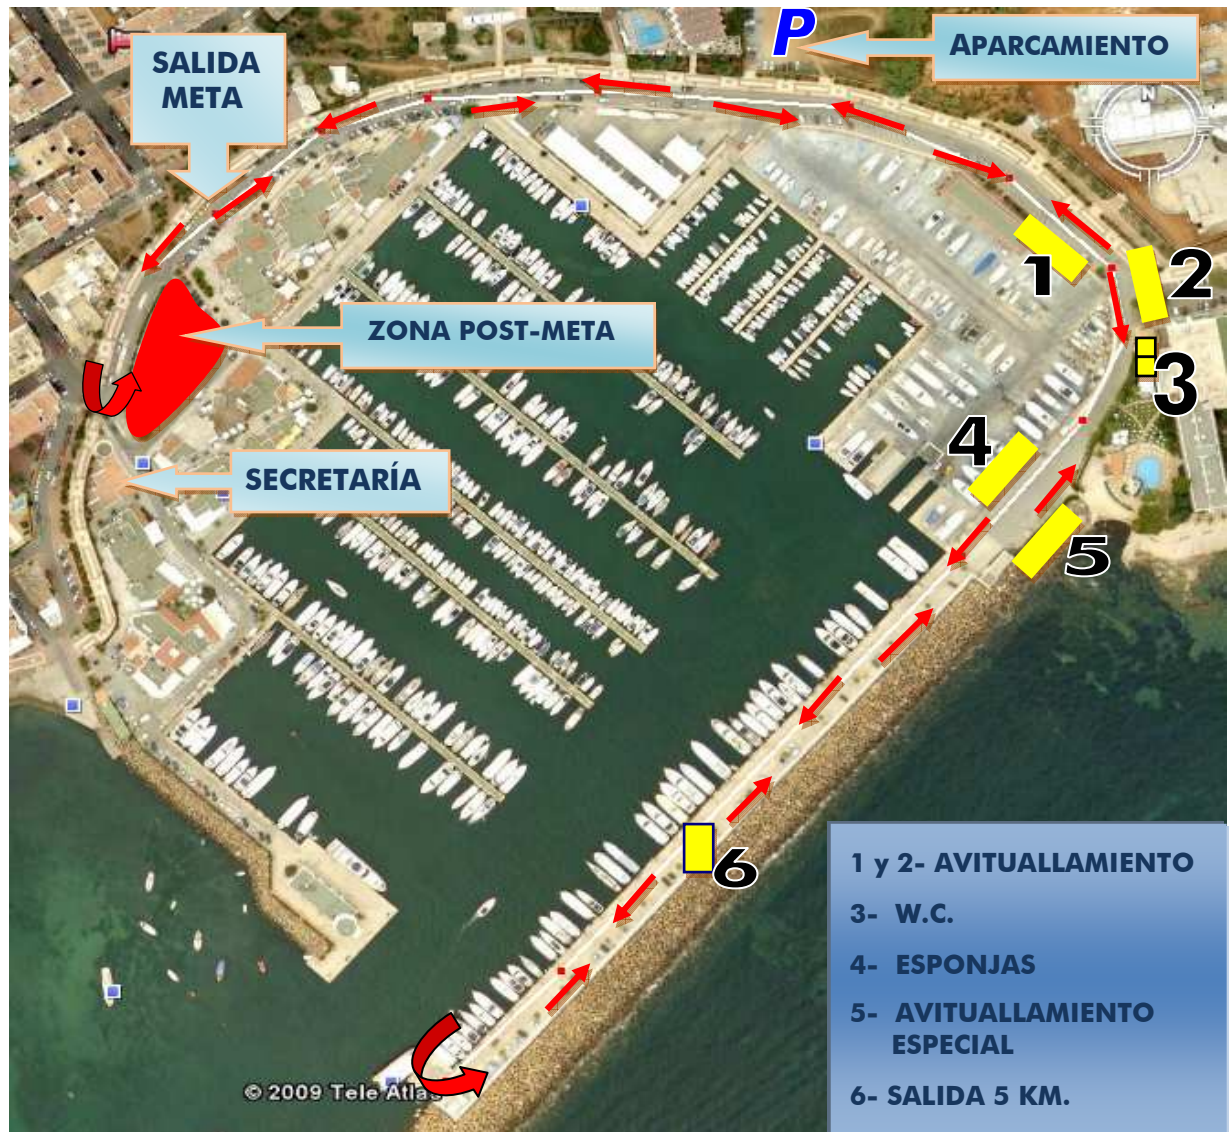 SALIDA
META
P
APARCAMIENTO
N
1
2
3
ZONA POST-META
4
SECRETARÍA
5
6
1 y 2- AVITUALLAMIENTO
3- W.C.
4- ESPONJAS
5- AVITUALLAMIENTO
ESPECIAL
6- SALIDA 5 KM.
© 2009 Tele Atlas